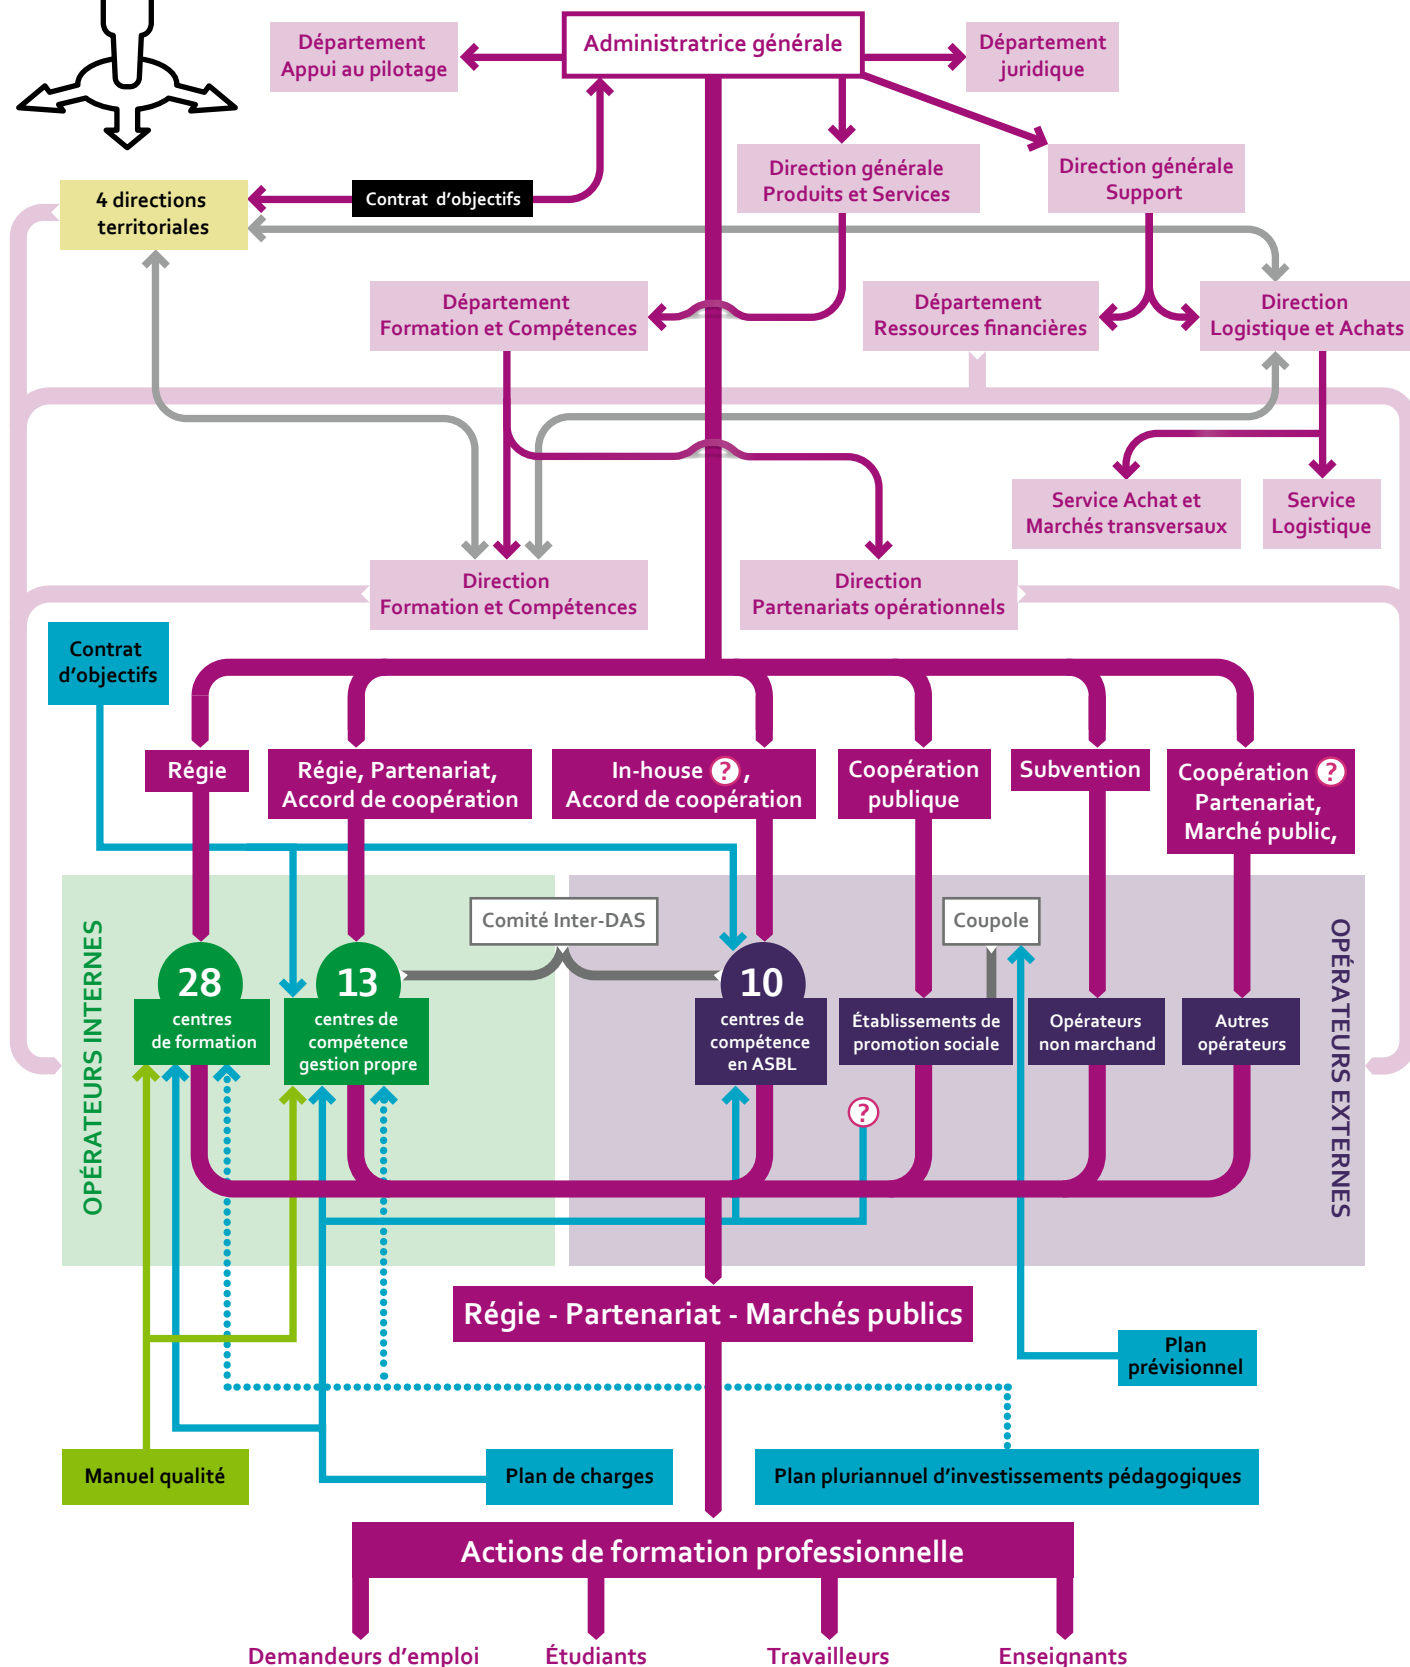 Département
Appui au pilotage
Administratrice générale
Département
juridique
Direction générale
Produits et Services
Direction générale
Support
4 directions
territoriales
Contrat d'objectifs
Département
Formation et Compétences
Département
Ressources financières
Direction
Logistique et Achats
Service Achat et
Marchés transversaux
Service
Logistique
Direction
Formation et Compétences
Direction
Partenariats opérationnels
Contrat
d'objectifs
Régie
Régie, Partenariat,
Accord de coopération
In-house ? ,
Accord de coopération
Coopération
publique
Subvention
Coopération ?
Partenariat,
Marché public,
OPÉRATEURS INTERNES
Comité Inter-DAS
Coupole
OPÉRATEURS EXTERNES
28
centres
de formation
13
centres de
compétence
gestion propre
10
centres de
compétence
en ASBL
Établissements de
promotion sociale
Opérateurs
non marchand
Autres
opérateurs
?
Régie - Partenariat - Marchés publics
Plan
prévisionnel
Manuel qualité
Plan de charges
Plan pluriannuel d'investissements pédagogiques
Actions de formation professionnelle
Demandeurs d'emploi
Étudiants
Travailleurs
Enseignants